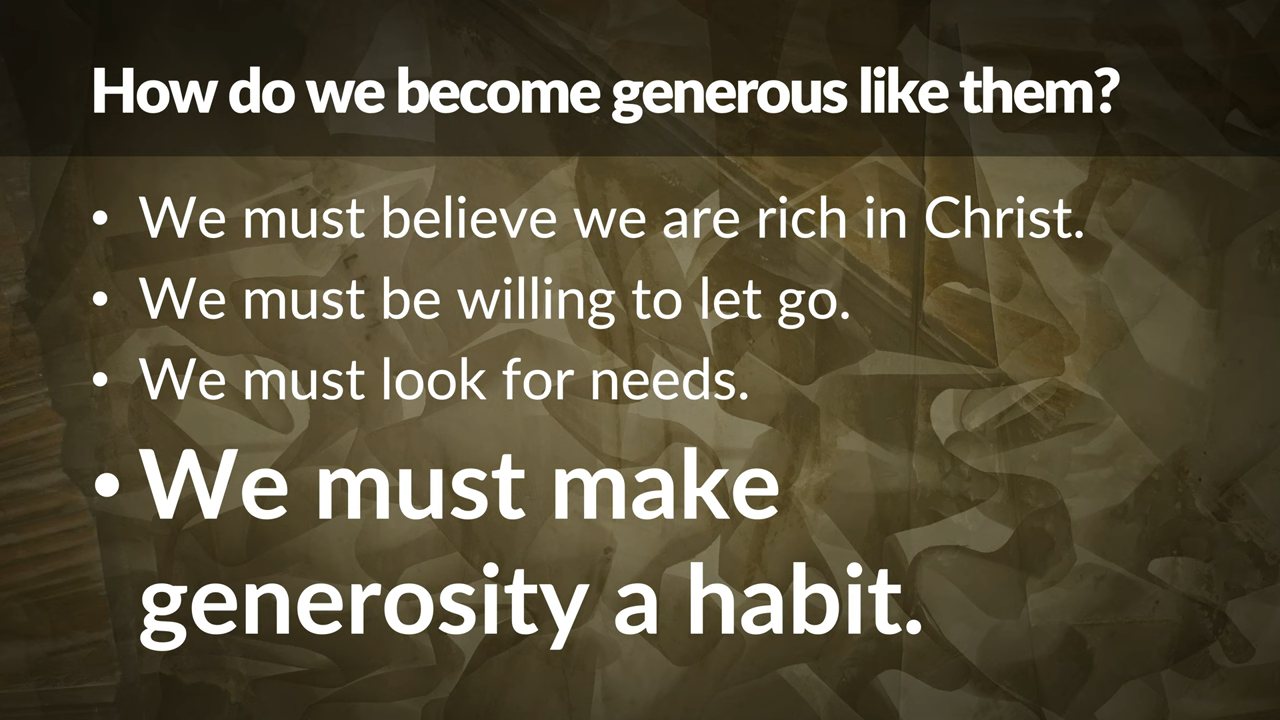 How do we become generous like them?
• We must believe we are rich in Christ.
• We must be willing to let go.
• We must look for needs.
• We must make
generosity a habit.